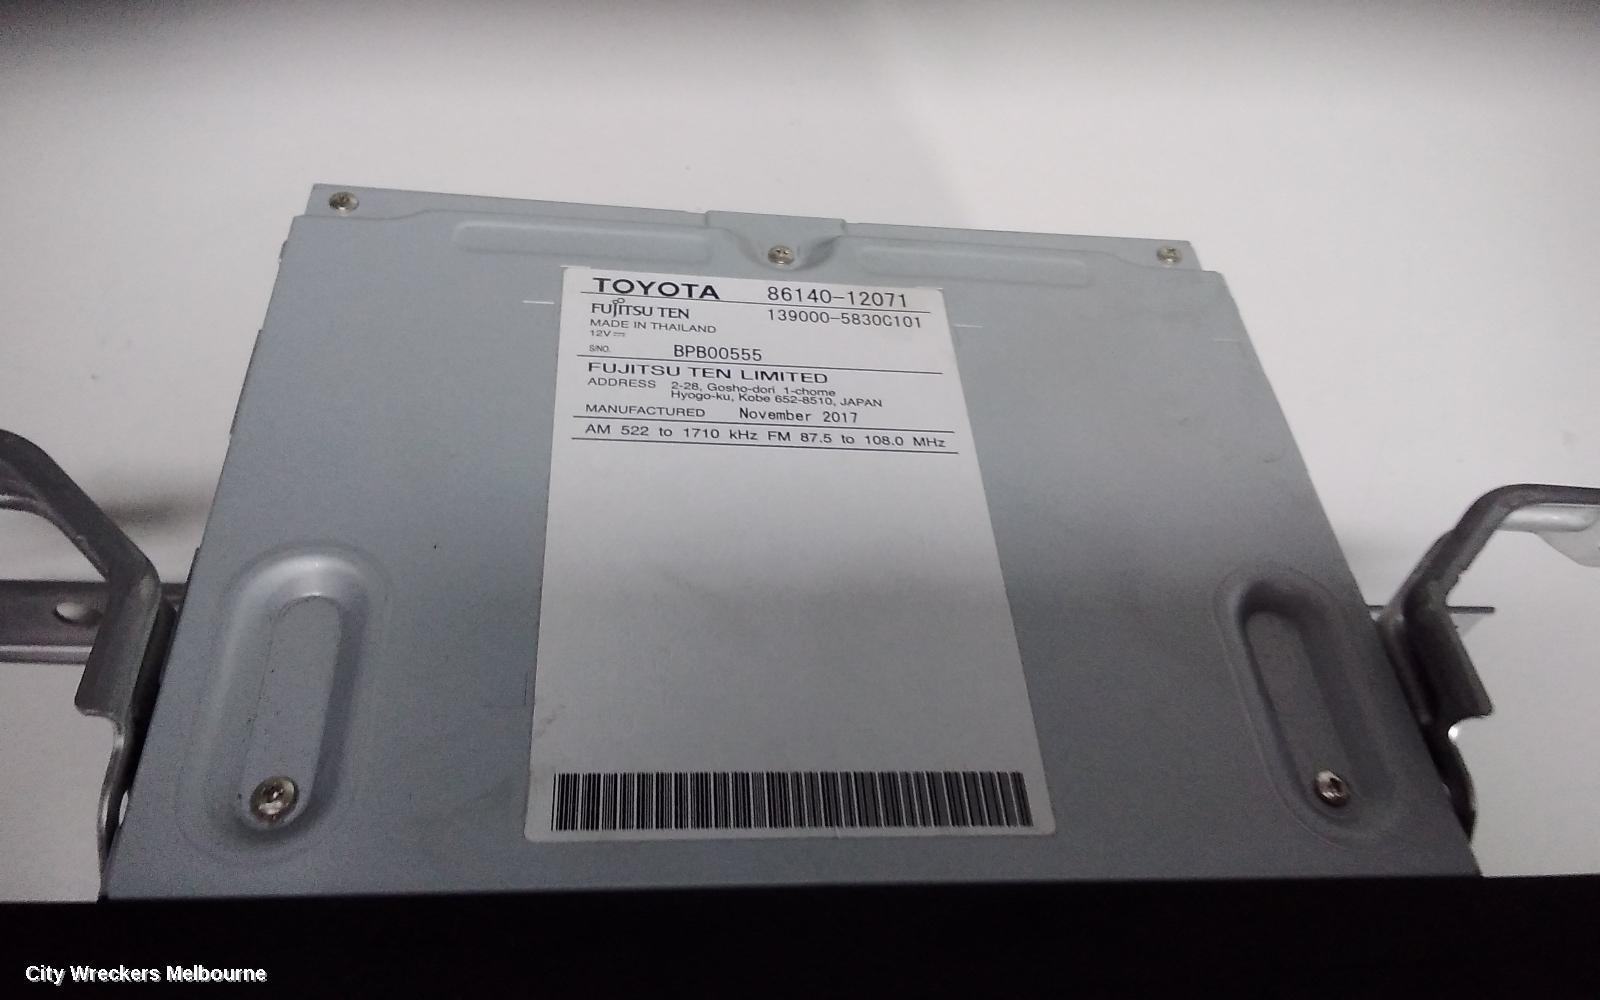 TOYOTA 86140-12071
FUJITSU TEN 139000-5830C101
MADE IN THAILAND
12V
S/NO. BPB00555
FUJITSU TEN LIMITED
ADDRESS 2-28, Gosho-dori 1-chome
Hyogo-ku, Kobe 652-8510, JAPAN
MANUFACTURED November 2017
AM 522 to 1710 kHz FM 87.5 to 108.0 MHz
City Wreckers Melbourne